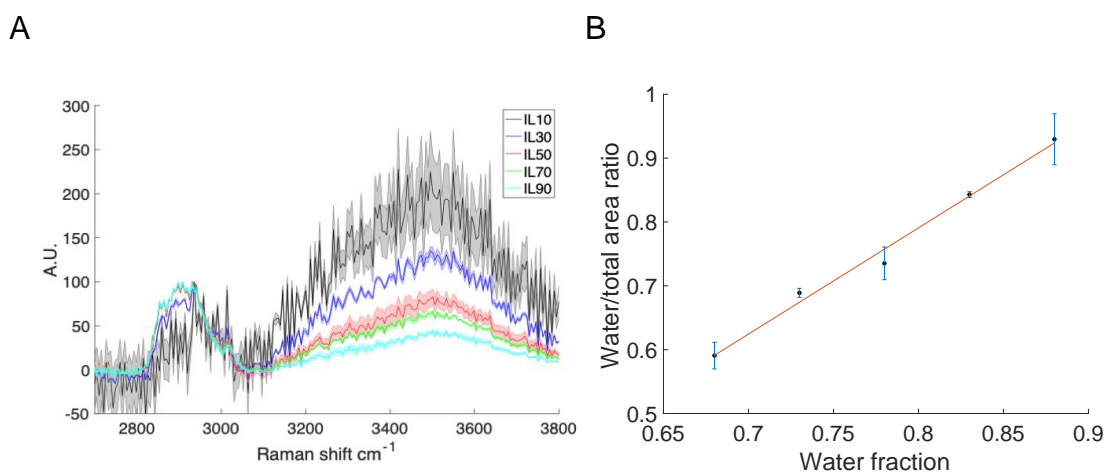 A
B
300
250
200
150
100
50
0
-50
A.U.
2800 3000 3200 3400 3600 3800
Raman shift cm-1
IL10
IL30
IL50
IL70
IL90
1
0.9
0.8
0.7
0.6
0.5
Water/total area ratio
0.65 0.7 0.75 0.8 0.85 0.9
Water fraction